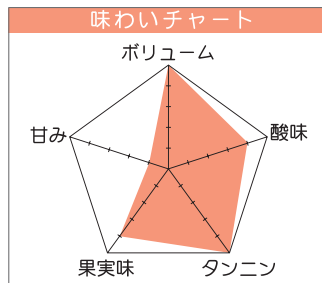 味わいチャート
ボリューム
甘み
酸味
果実味
タンニン